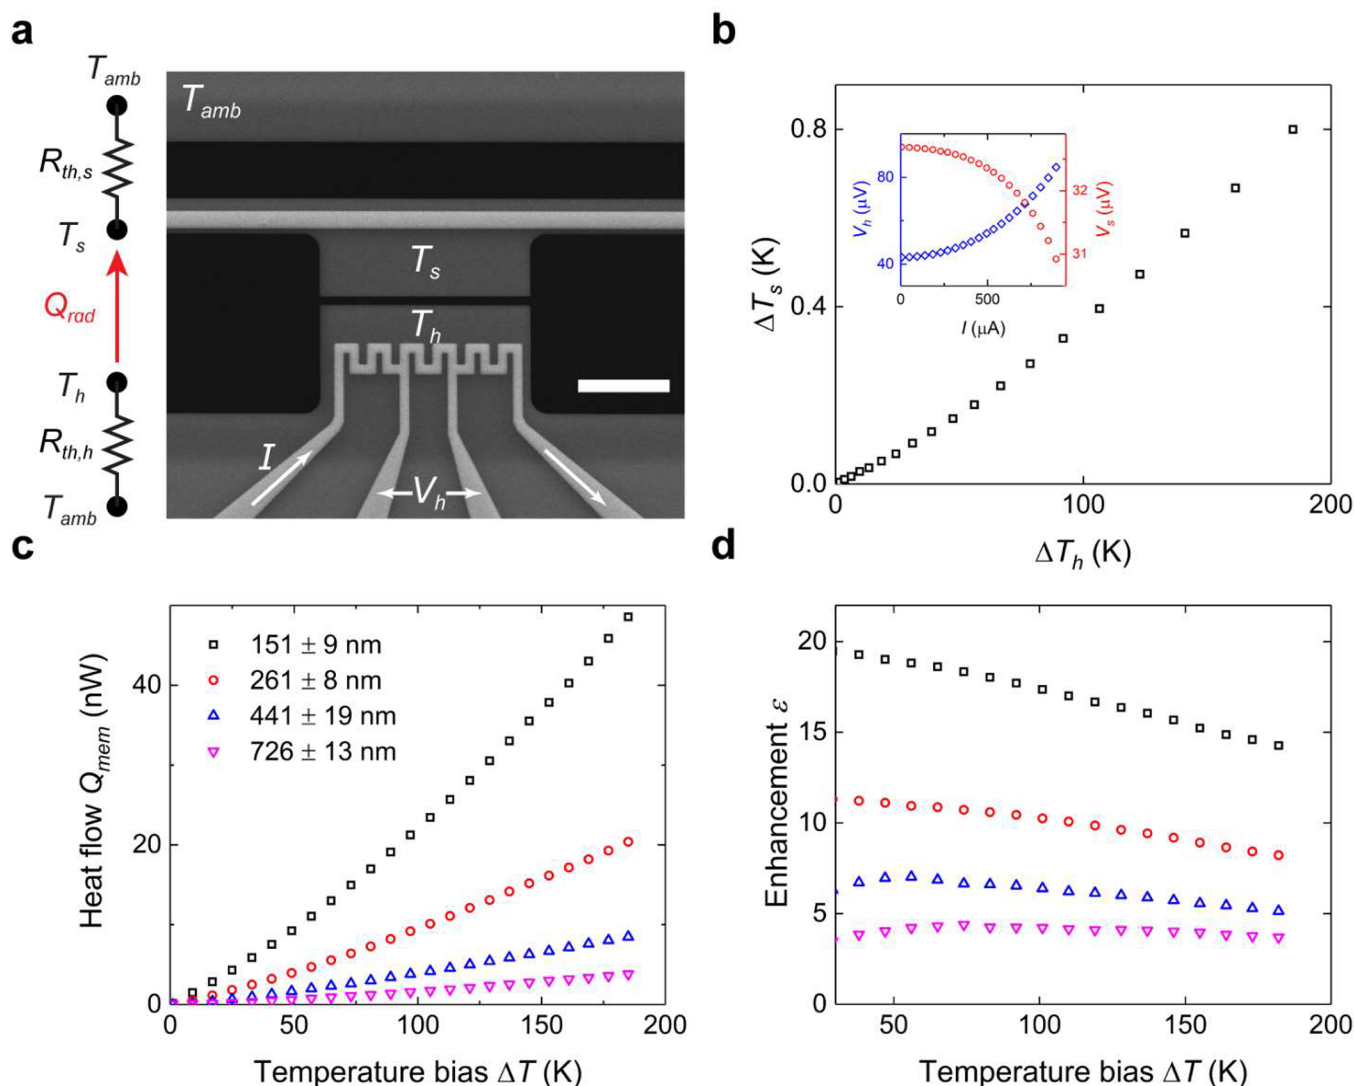 a
T_amb
R_th,s
T_s
Q_rad
T_h
R_th,h
T_amb
T_amb
T_s
T_h
I
V_h
b
ΔT_s (K)
0.8
0.4
0.0
0 100 200
ΔT_h (K)
V_h (μV)
80
40
V_s (μV)
32
31
0 500
I (μA)
c
Heat flow Q_mem (nW)
40
20
0
151 ± 9 nm
261 ± 8 nm
441 ± 19 nm
726 ± 13 nm
0 50 100 150 200
Temperature bias ΔT (K)
d
Enhancement ε
20
15
10
5
0
50 100 150 200
Temperature bias ΔT (K)